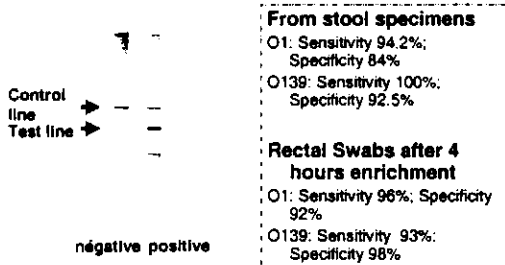 Control
line
Test line
négative positive
From stool specimens
O1: Sensitivity 94.2%;
Specificity 84%
O139: Sensitivity 100%;
Specificity 92.5%
Rectal Swabs after 4
hours enrichment
O1: Sensitivity 96%; Specificity
92%
O139: Sensitivity 93%:
Specificity 98%